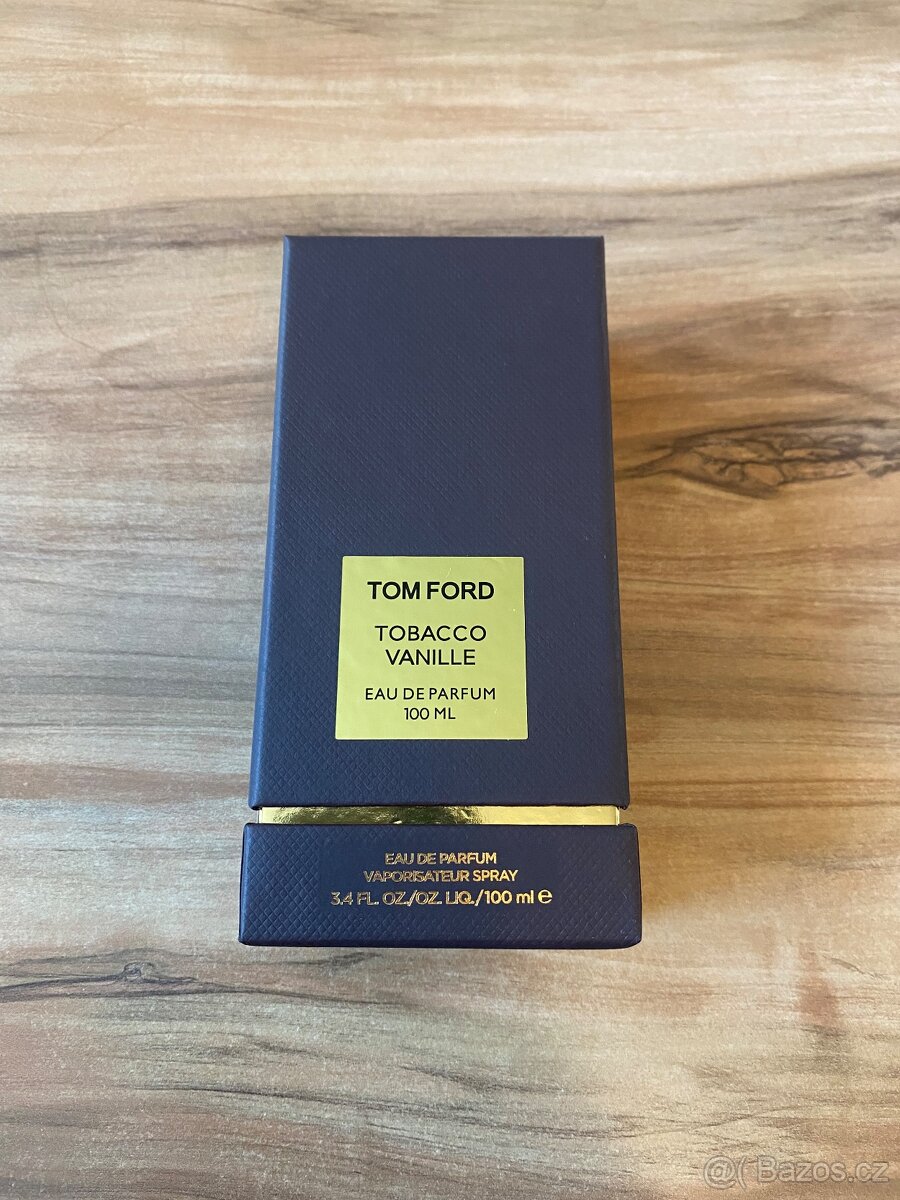 TOM FORD
TOBACCO
VANILLE
EAU DE PARFUM
100 ML
EAU DE PARFUM
VAPORISATEUR SPRAY
3.4 FL. OZ./OZ. LIQ./100 ml ℮
@( Bazoš.cz